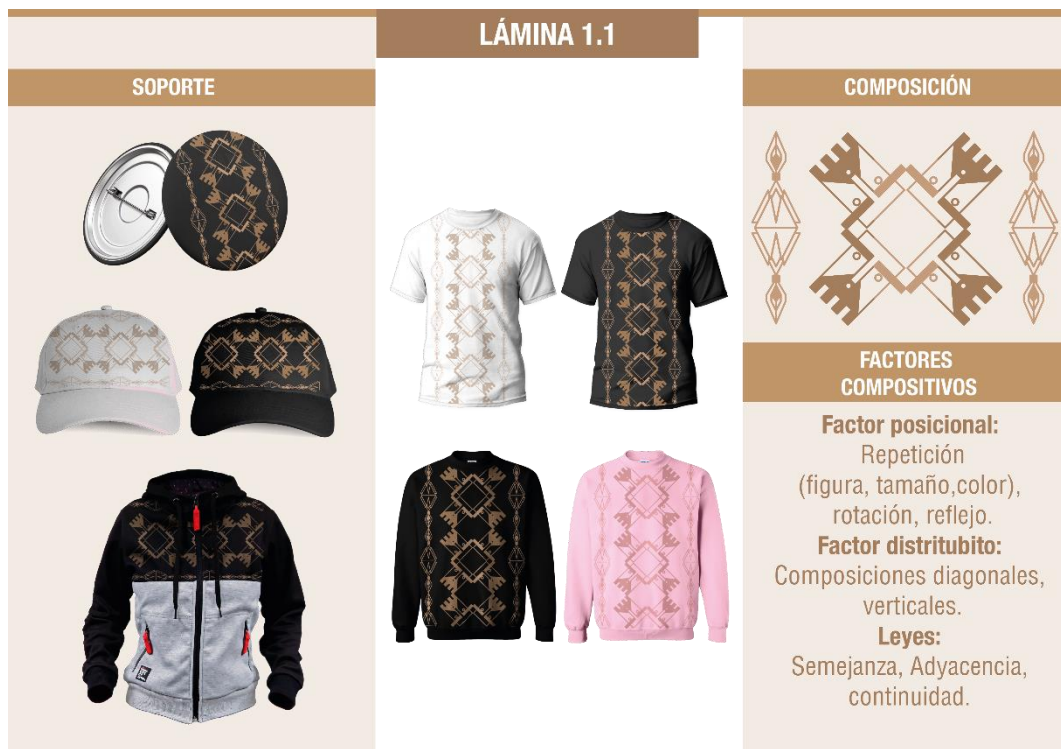 LÁMINA 1.1
SOPORTE
COMPOSICIÓN
FACTORES
COMPOSITIVOS
Factor posicional:
Repetición
(figura, tamaño,color),
rotación, reflejo.
Factor distritubito:
Composiciones diagonales,
verticales.
Leyes:
Semejanza, Adyacencia,
continuidad.